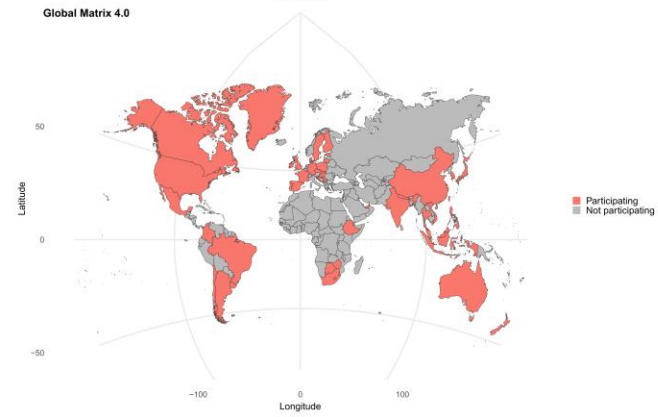 Global Matrix 4.0
50
0
−50
Latitude
−100
0
100
Longitude
Participating
Not participating